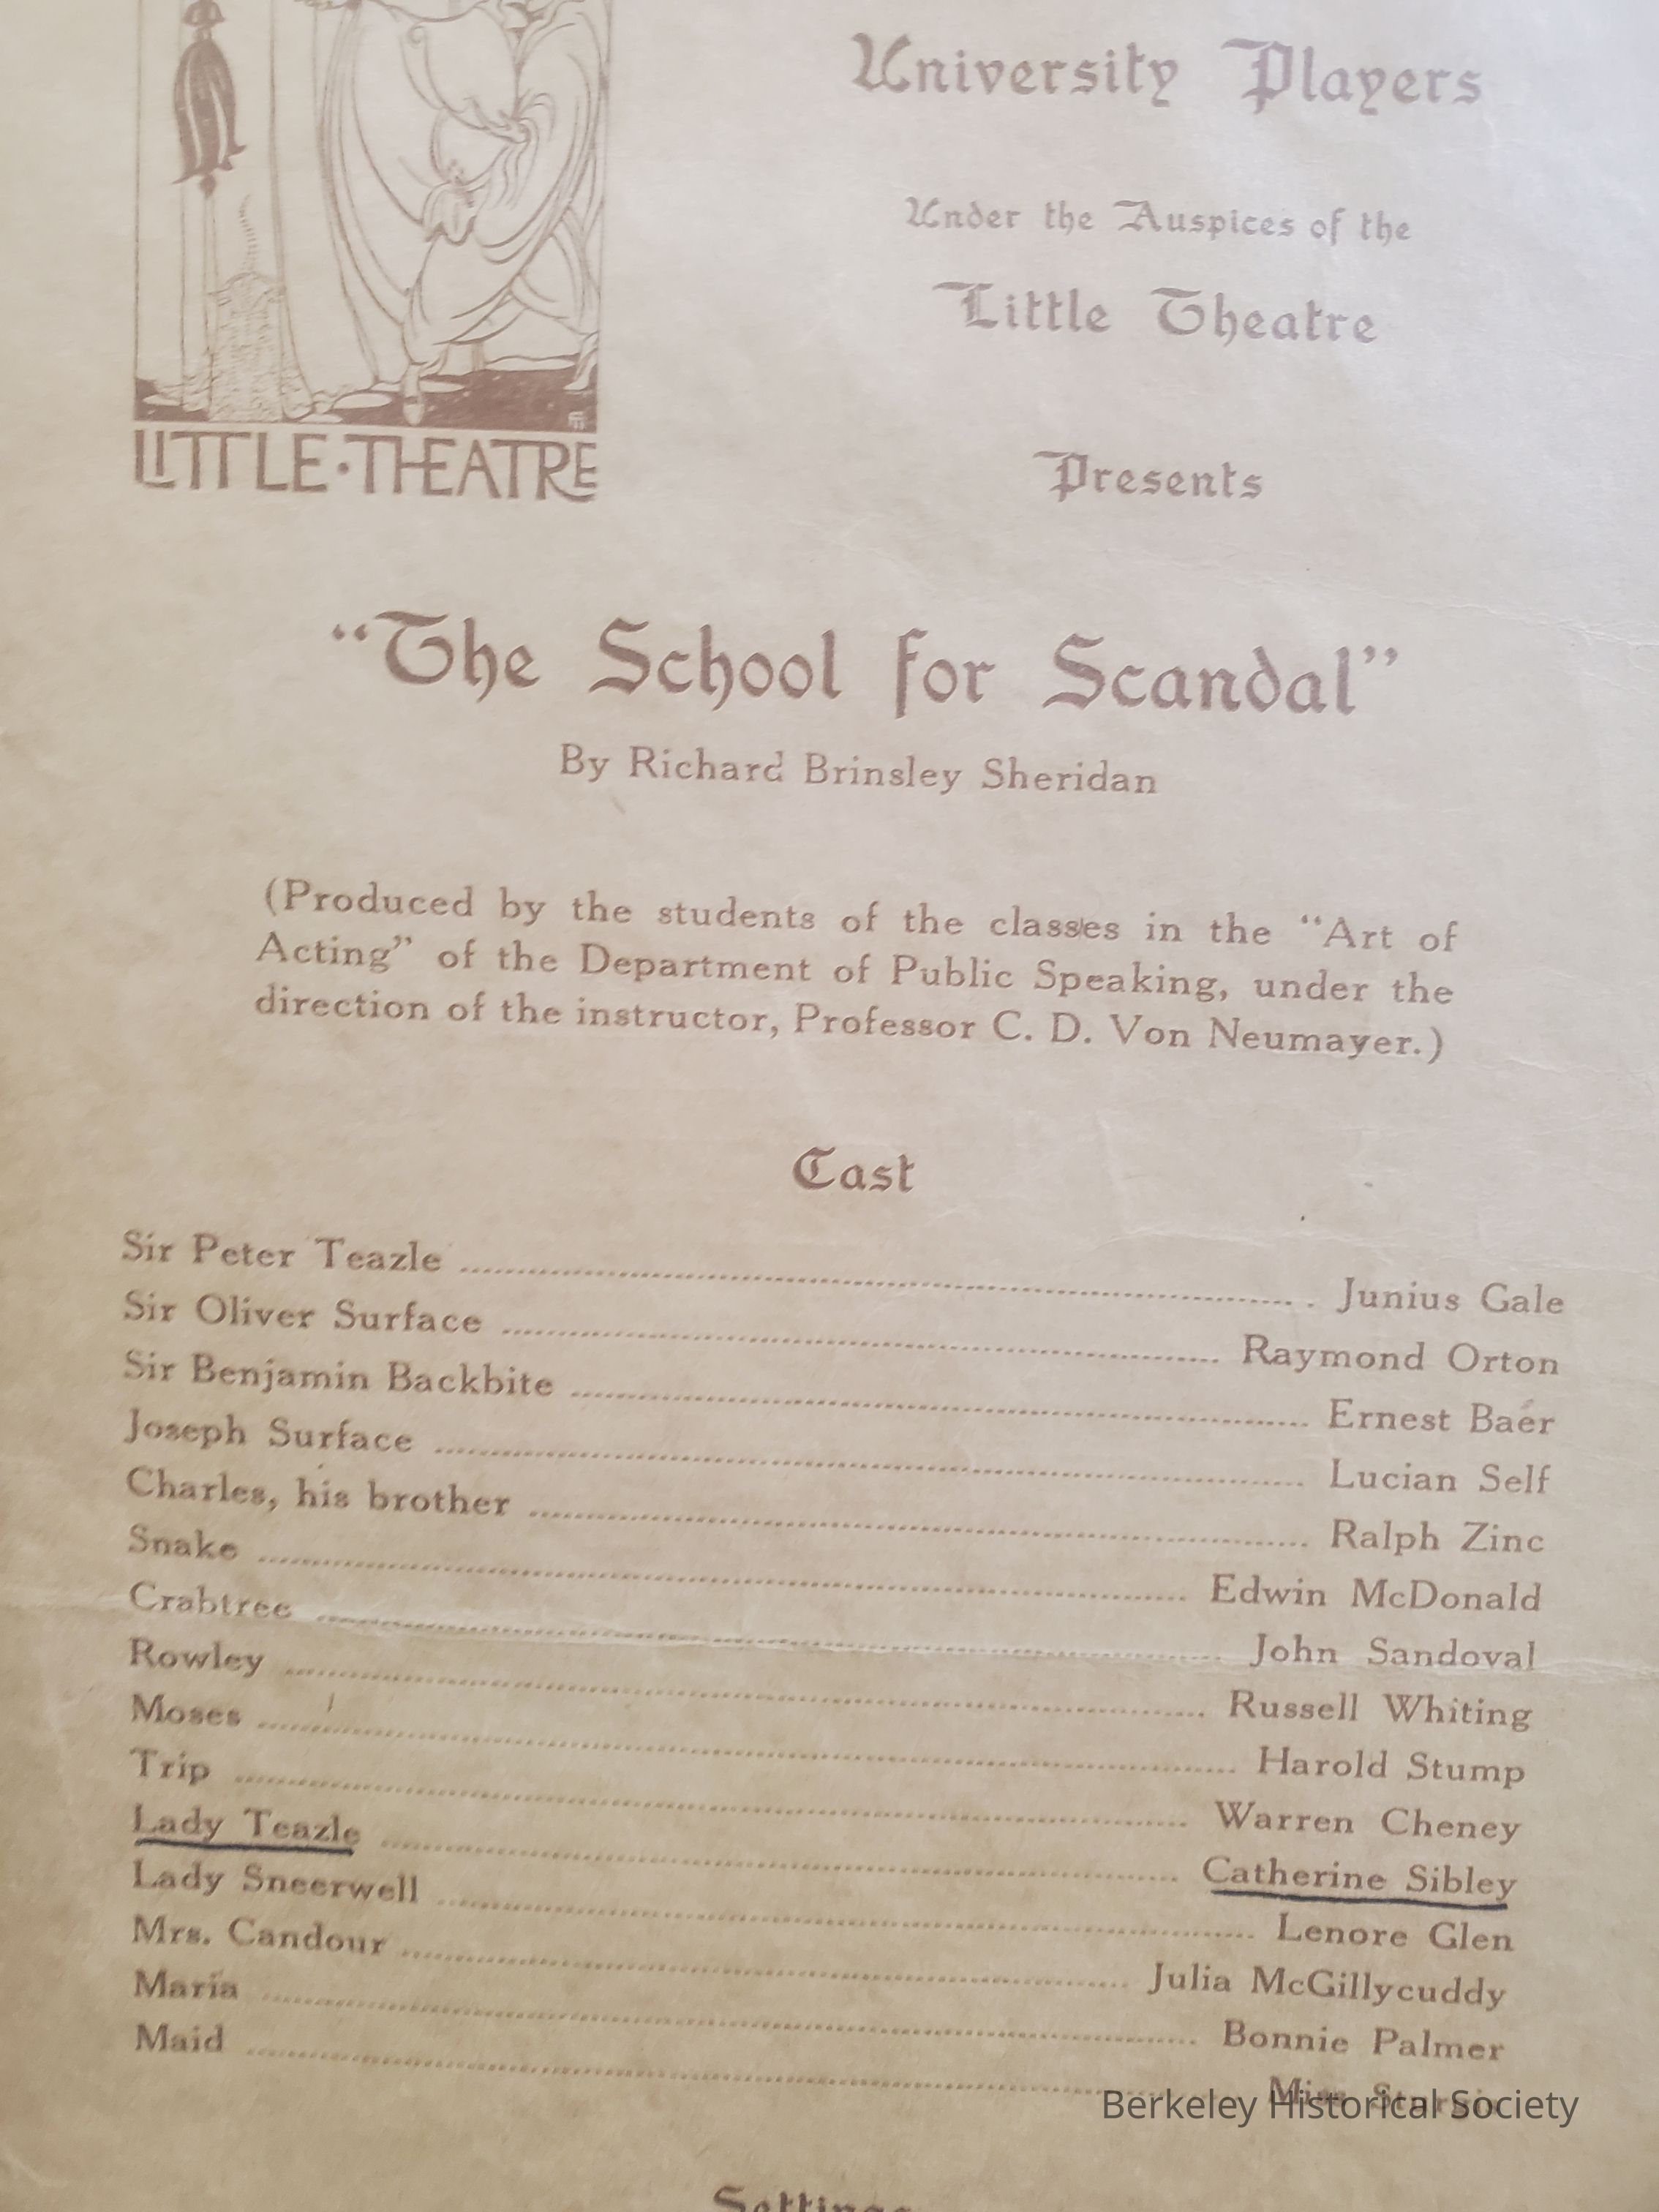 University Players
Under the Auspices of the
Little Theatre
Presents
LITTLE·THEATRE
“The School for Scandal”
By Richard Brinsley Sheridan
(Produced by the students of the classes in the “Art of
Acting” of the Department of Public Speaking, under the
direction of the instructor, Professor C. D. Von Neumayer.)
Cast
Sir Peter Teazle ........ Junius Gale
Sir Oliver Surface ........ Raymond Orton
Sir Benjamin Backbite ........ Ernest Baer
Joseph Surface ........ Lucian Self
Charles, his brother ........ Ralph Zinc
Snake ........ Edwin McDonald
Crabtree ........ John Sandoval
Rowley ........ Russell Whiting
Moses ........ Harold Stump
Trip ........ Warren Cheney
Lady Teazle ........ Catherine Sibley
Lady Sneerwell ........ Lenore Glen
Mrs. Candour ........ Julia McGillycuddy
Maria ........ Bonnie Palmer
Maid ........ Miss
Berkeley Historical Society
Settings